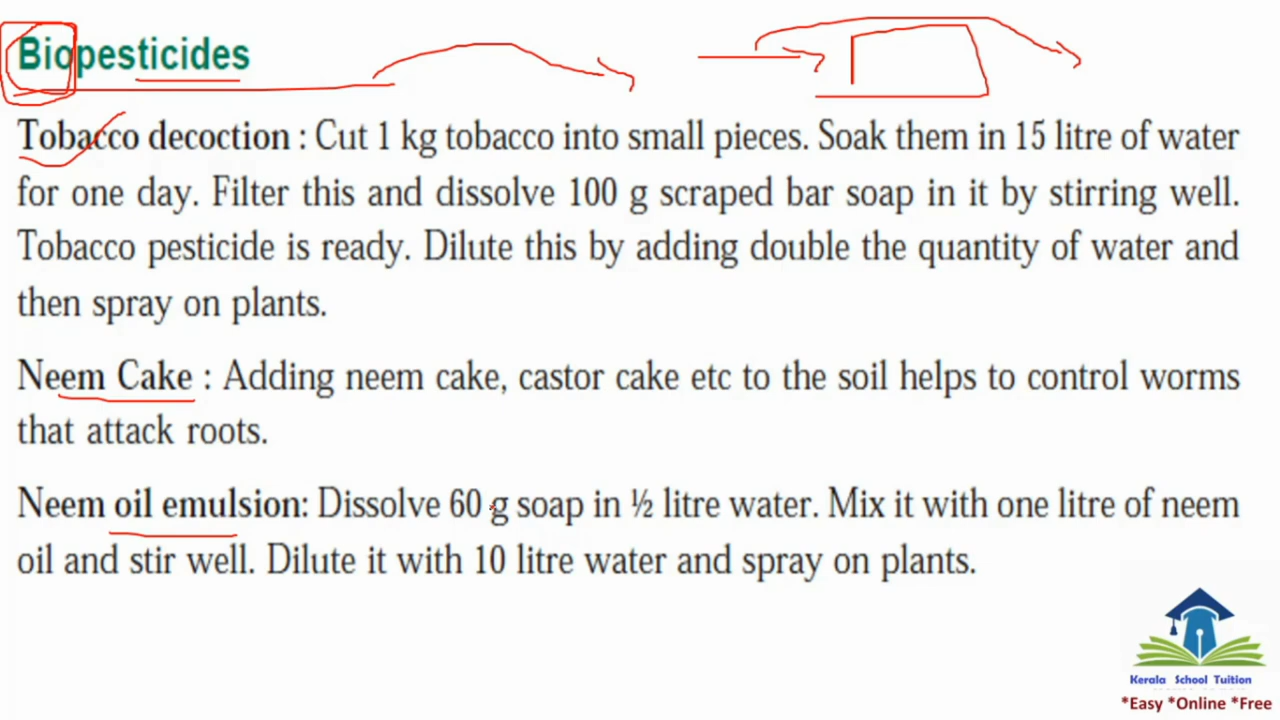 Biopesticides
Tobacco decoction : Cut 1 kg tobacco into small pieces. Soak them in 15 litre of water
for one day. Filter this and dissolve 100 g scraped bar soap in it by stirring well.
Tobacco pesticide is ready. Dilute this by adding double the quantity of water and
then spray on plants.
Neem Cake : Adding neem cake, castor cake etc to the soil helps to control worms
that attack roots.
Neem oil emulsion: Dissolve 60 g soap in ½ litre water. Mix it with one litre of neem
oil and stir well. Dilute it with 10 litre water and spray on plants.
Kerala School Tuition
*Easy *Online *Free